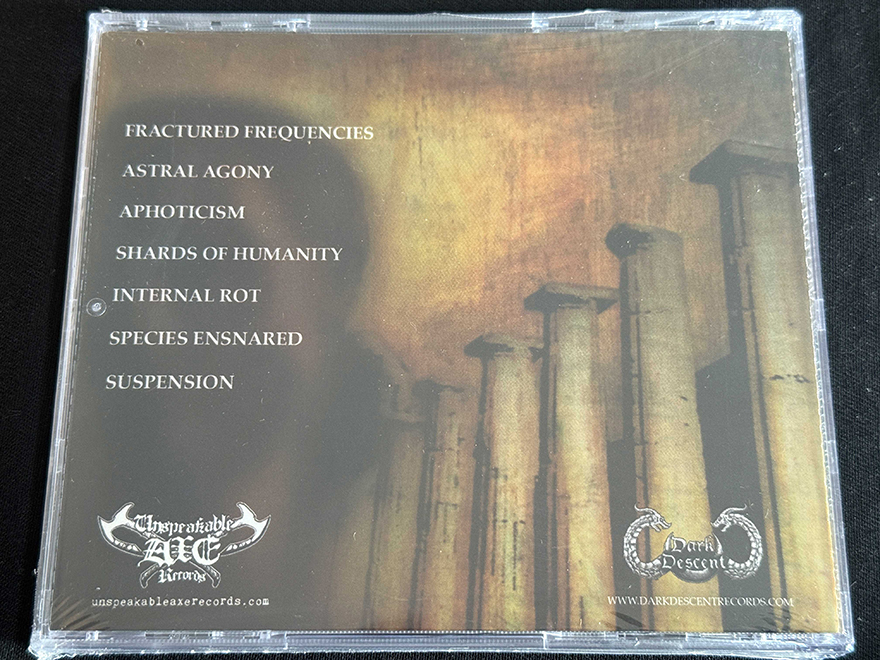 FRACTURED FREQUENCIES
ASTRAL AGONY
APHOTICISM
SHARDS OF HUMANITY
INTERNAL ROT
SPECIES ENSNARED
SUSPENSION
Unspeakable
AXE
Records
unspeakableaxerecords.com
Dark
Descent
WWW.DARKDESCENTRECORDS.COM